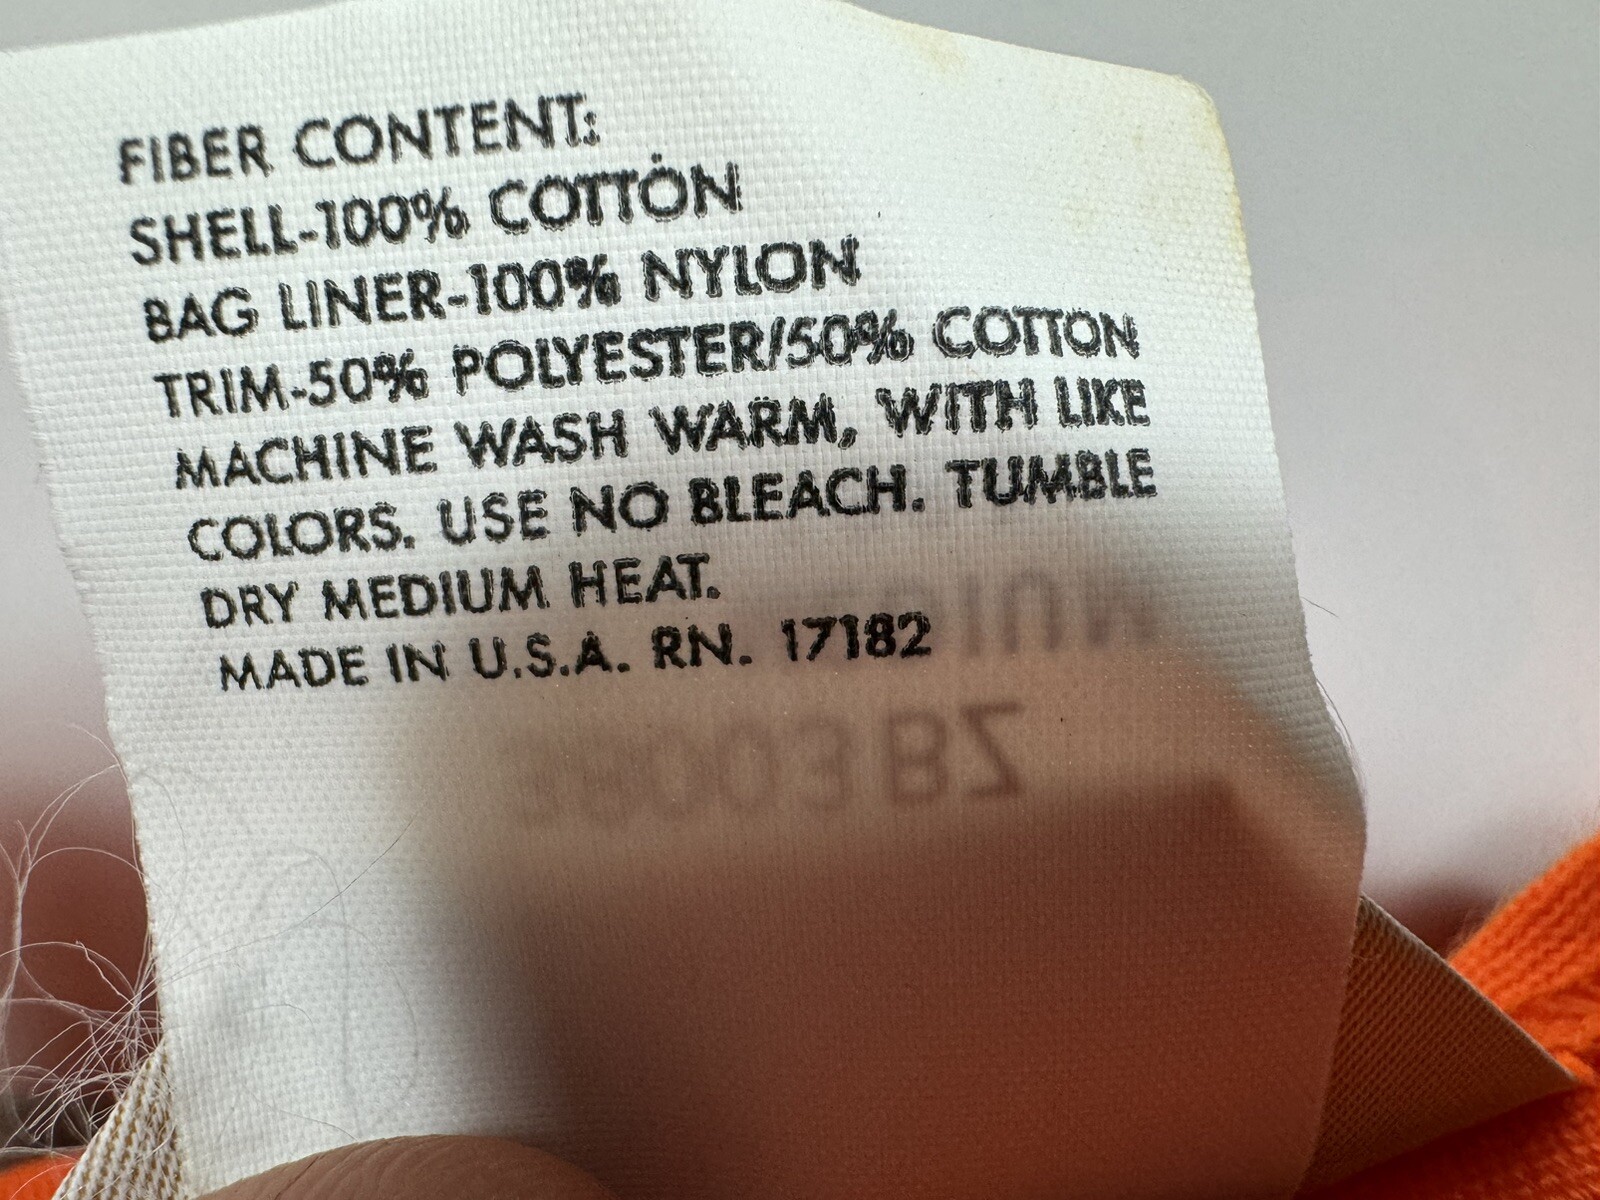 FIBER CONTENT:
SHELL-100% COTTON
BAG LINER-100% NYLON
TRIM-50% POLYESTER/50% COTTON
MACHINE WASH WARM, WITH LIKE
COLORS. USE NO BLEACH. TUMBLE
DRY MEDIUM HEAT.
MADE IN U.S.A. RN. 17182